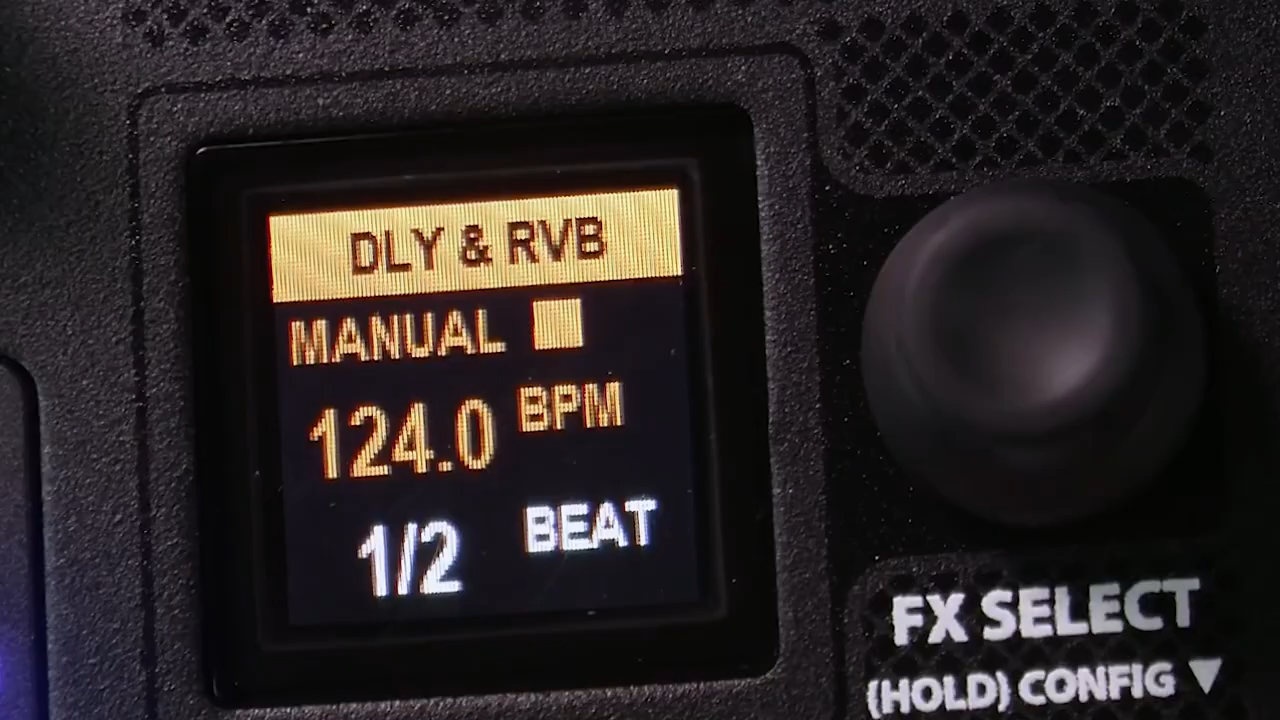 DLY & RVB
MANUAL
124.0 BPM
1/2 BEAT
FX SELECT
(HOLD) CONFIG ▼